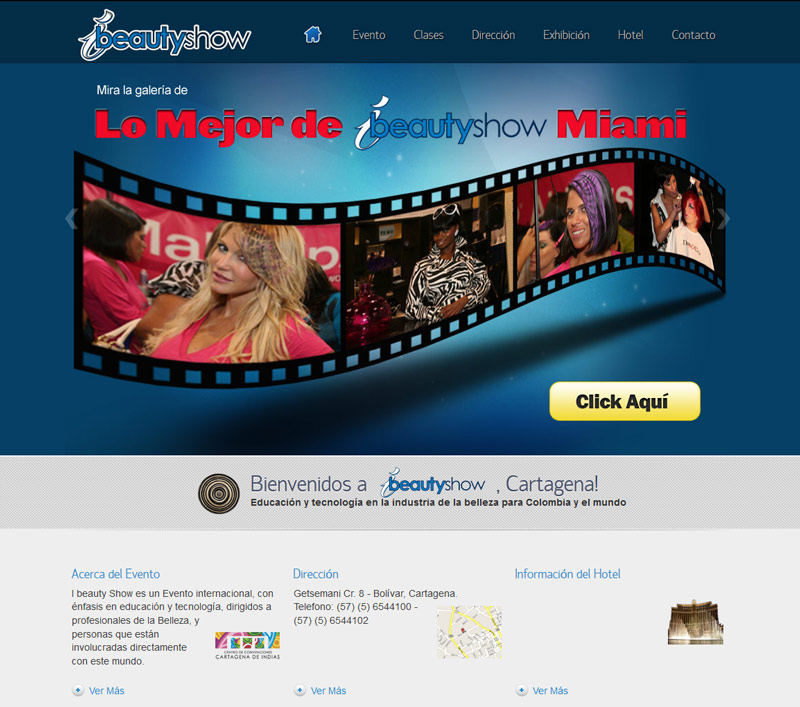 ibeautyshow
Evento Clases Dirección Exhibición Hotel Contacto
Mira la galería de
Lo Mejor de ibeautyshow Miami
Click Aquí
Bienvenidos a ibeautyshow , Cartagena!
Educación y tecnología en la industria de la belleza para Colombia y el mundo
Acerca del Evento
I beauty Show es un Evento internacional, con
énfasis en educación y tecnología, dirigidos a
profesionales de la Belleza, y
personas que están
involucradas directamente
con este mundo.
CENTRO DE CONVENCIONES
CARTAGENA DE INDIAS
Ver Más
Dirección
Getsemani Cr. 8 - Bolívar, Cartagena.
Telefono: (57) (5) 6544100 -
(57) (5) 6544102
Ver Más
Información del Hotel
Ver Más